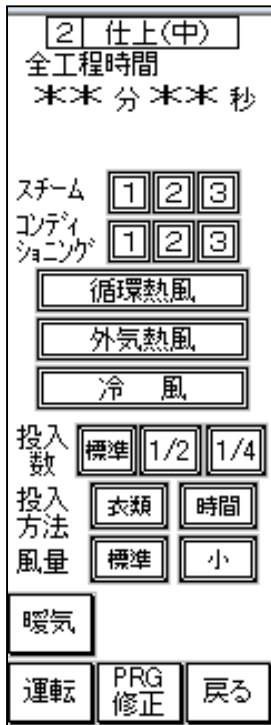 2 仕上(中)
全工程時間
** 分 ** 秒
スチーム 1 2 3
コンディ
ショニング 1 2 3
循環熱風
外気熱風
冷 風
投入
数 標準 1/2 1/4
投入
方法 衣類 時間
風量 標準 小
暖気
運転 PRG
修正 戻る